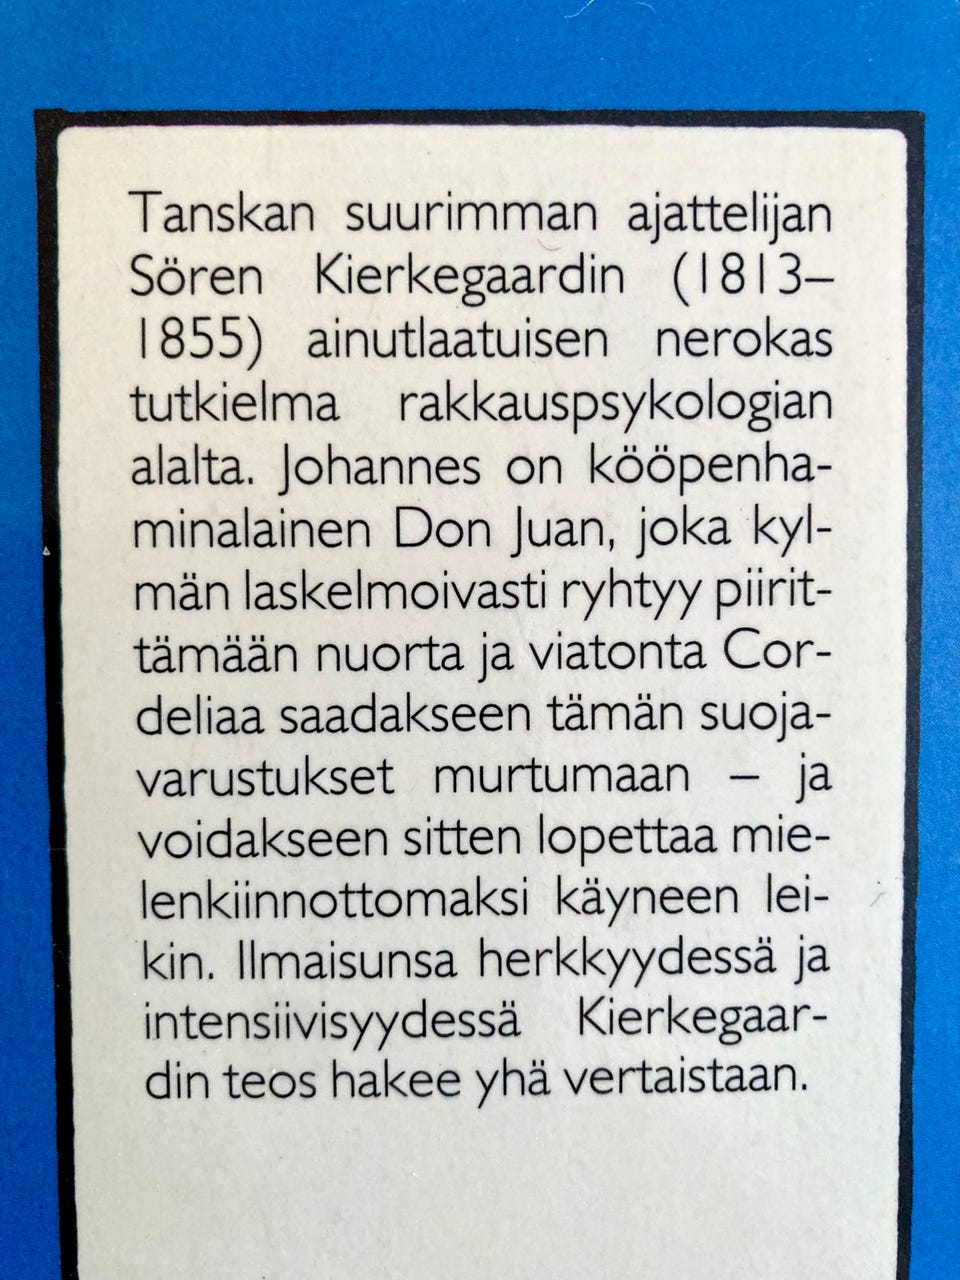 Tanskan suurimman ajattelijan
Sören Kierkegaardin (1813–
1855) ainutlaatuisen nerokas
tutkielma rakkauspsykologian
alalta. Johannes on kööpenha-
minalainen Don Juan, joka kyl-
män laskelmoivasti ryhtyy piirit-
tämään nuorta ja viatonta Cor-
deliaa saadakseen tämän suoja-
varustukset murtumaan – ja
voidakseen sitten lopettaa mie-
lenkiinnottomaksi käyneen lei-
kin. Ilmaisunsa herkkyydessä ja
intensiivisyydessä Kierkegaar-
din teos hakee yhä vertaistaan.